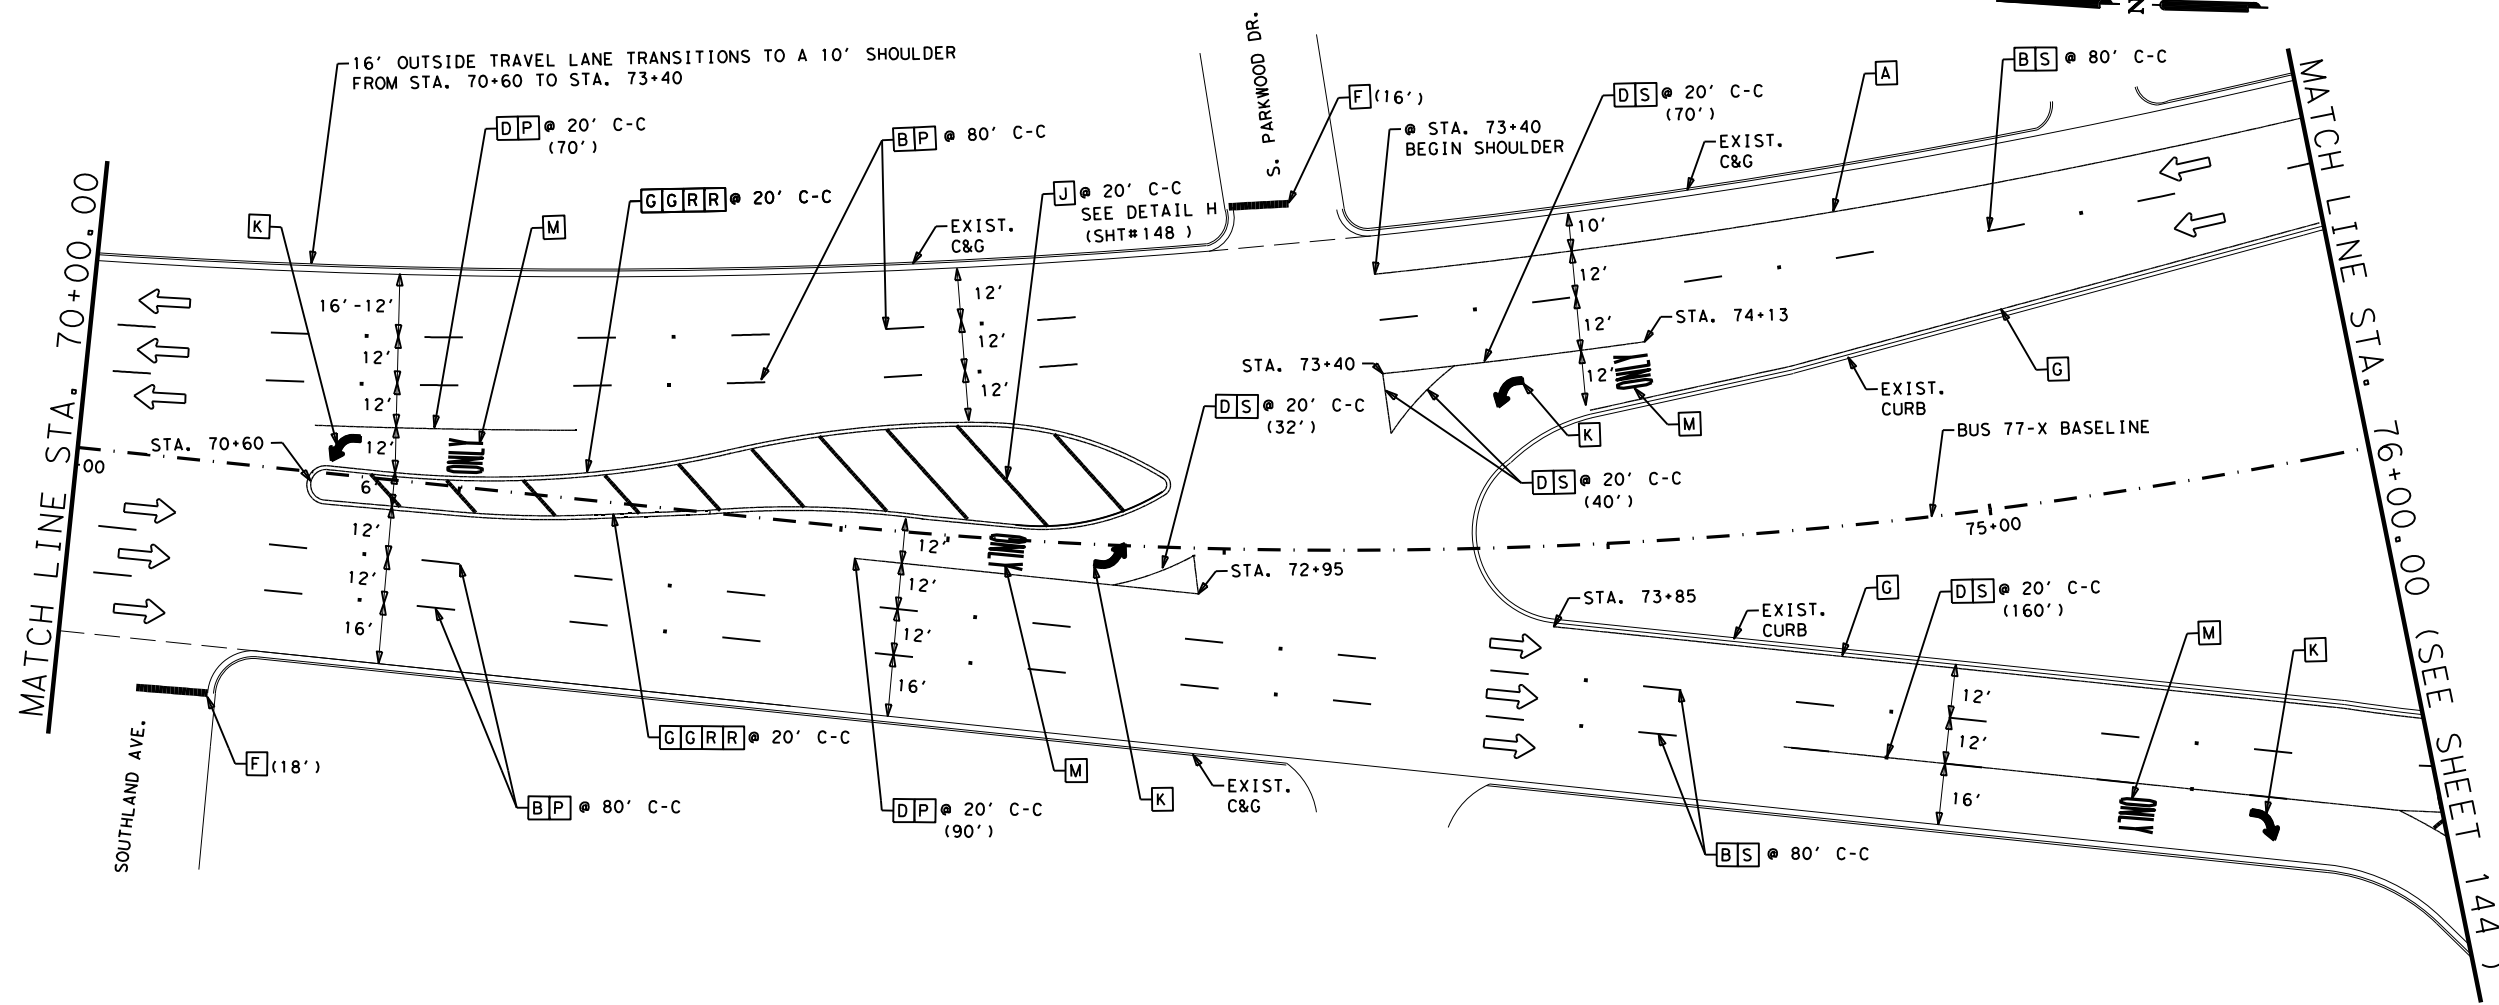 N
16' OUTSIDE TRAVEL LANE TRANSITIONS TO A 10' SHOULDER
FROM STA. 70+60 TO STA. 73+40
S. PARKWOOD DR.
F (16')
DP @ 20' C-C
(70')
BP @ 80' C-C
@ STA. 73+40
BEGIN SHOULDER
DS @ 20' C-C
(70')
A
BS @ 80' C-C
EXIST.
C&G
MATCH LINE STA. 70+00.00
K
M
GGRR @ 20' C-C
EXIST.
C&G
J @ 20' C-C
SEE DETAIL H
(SHT#148 )
10'
12'
12'
12'
STA. 74+13
16'-12'
12'
12'
12'
6'
12'
12'
12'
STA. 73+40
ONLY
K
M
EXIST.
CURB
G
DS @ 20' C-C
(32')
DS @ 20' C-C
(40')
BUS 77-X BASELINE
75+00
STA. 70+60
+00
ONLY
12'
12'
16'
12'
12'
12'
16'
ONLY
STA. 72+95
STA. 73+85
EXIST.
CURB
G
DS @ 20' C-C
(160')
M
K
12'
12'
16'
ONLY
SOUTHLAND AVE.
F (18')
GGRR @ 20' C-C
BP @ 80' C-C
DP @ 20' C-C
(90')
M
K
EXIST.
C&G
BS @ 80' C-C
MATCH LINE STA. 76+00.00 (SEE SHEET 144 )